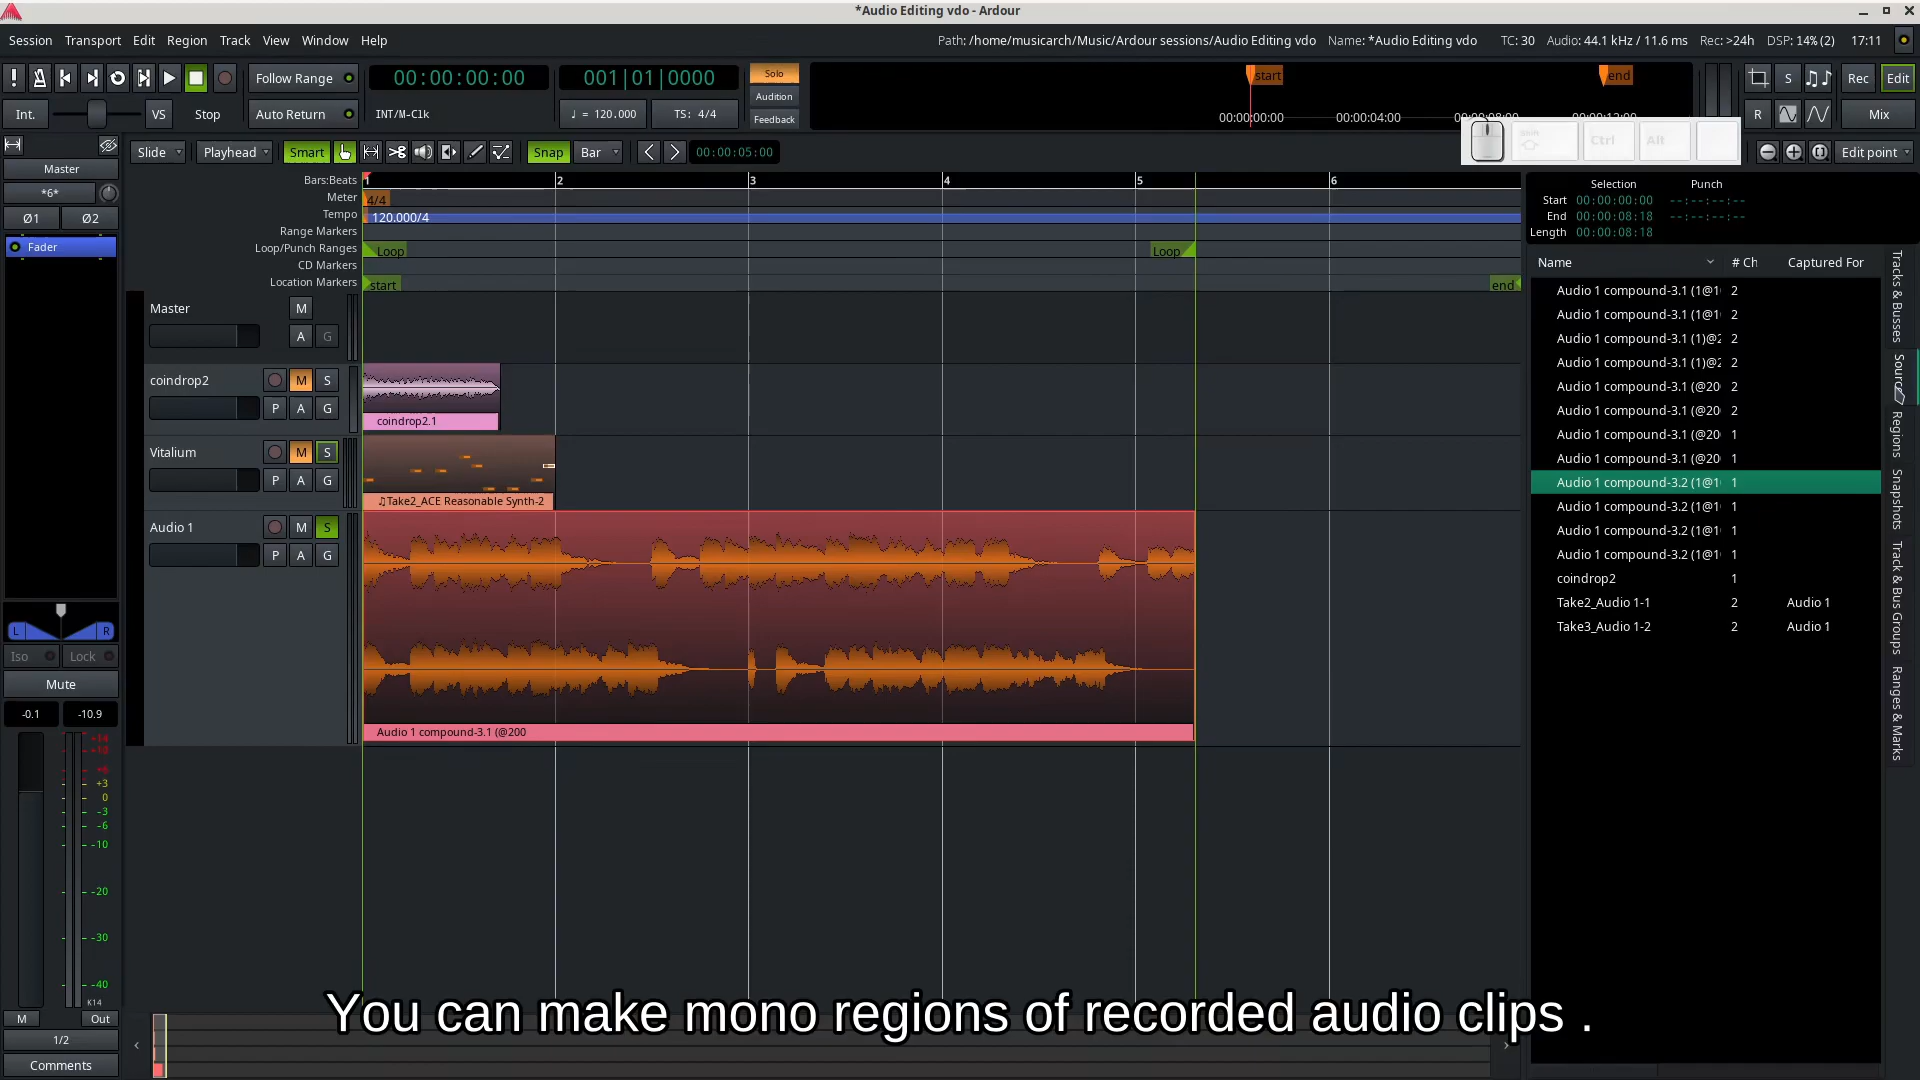 *Audio Editing vdo - Ardour
Session Transport Edit Region Track View Window Help
Path: /home/musicarch/Music/Ardour sessions/Audio Editing vdo Name: *Audio Editing vdo TC: 30 Audio: 44.1 kHz / 11.6 ms Rec: >24h DSP: 14% (2) 17:11
Follow Range
00:00:00:00
001|01|0000
Solo
Audition
Feedback
start
end
00:00:00:00
00:00:04:00
S
Rec
Edit
R
Mix
Int.
VS
Stop
Auto Return
INT/M-Clk
♩ = 120.000
TS: 4/4
Shift
Ctrl
Alt
Slide
Playhead
Smart
Snap
Bar
00:00:05:00
Edit point
Master
*6*
Ø1
Ø2
Fader
L
R
Iso
Lock
Mute
-0.1
-10.9
+3
0
-3
-6
-10
-20
-30
-40
K14
M
Out
1/2
Comments
Bars:Beats
1 2 3 4 5 6
Meter
4/4
Tempo
120.000/4
Range Markers
Loop/Punch Ranges
Loop
Loop
CD Markers
Location Markers
start
end
Master
M
A G
coindrop2
M S
P A G
coindrop2.1
Vitalium
M S
P A G
♫Take2_ACE Reasonable Synth-2
Audio 1
M S
P A G
Audio 1 compound-3.1 (@200
Selection Punch
Start 00:00:00:00 --:--:--:--
End 00:00:08:18 --:--:--:--
Length 00:00:08:18
Name # Ch Captured For
Audio 1 compound-3.1 (1@1 2
Audio 1 compound-3.1 (1@1 2
Audio 1 compound-3.1 (1)@2 2
Audio 1 compound-3.1 (1)@2 2
Audio 1 compound-3.1 (@20 2
Audio 1 compound-3.1 (@20 2
Audio 1 compound-3.1 (@20 1
Audio 1 compound-3.1 (@20 1
Audio 1 compound-3.2 (1@1 1
Audio 1 compound-3.2 (1@1 1
Audio 1 compound-3.2 (1@1 1
Audio 1 compound-3.2 (1@1 1
coindrop2 1
Take2_Audio 1-1 2 Audio 1
Take3_Audio 1-2 2 Audio 1
Tracks & Busses
Regions
Snapshots
Track & Bus Groups
Ranges & Marks
You can make mono regions of recorded audio clips .